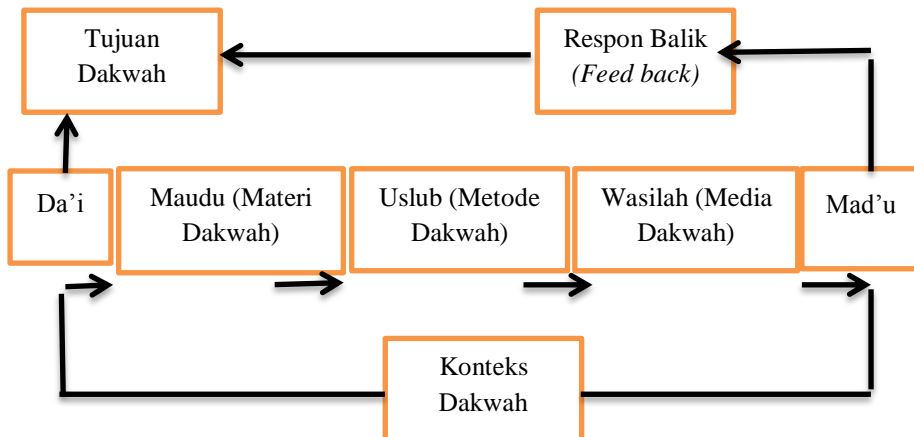 Tujuan
Dakwah
Respon Balik
(Feed back)
Da’i
Maudu (Materi
Dakwah)
Uslub (Metode
Dakwah)
Wasilah (Media
Dakwah)
Mad’u
Konteks
Dakwah